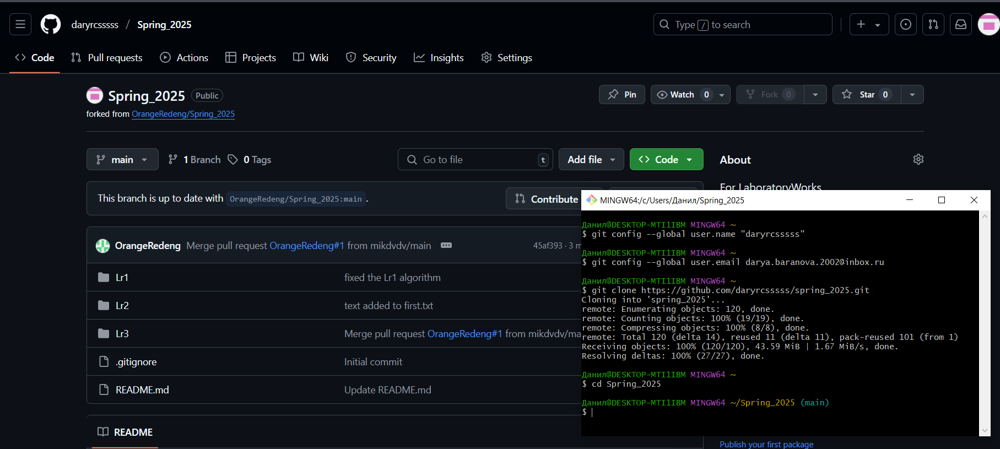 daryrcsssss / Spring_2025
Type / to search
Code Pull requests Actions Projects Wiki Security Insights Settings
Spring_2025 Public
Pin Watch 0 Fork 0 Star 0
forked from OrangeRedeng/Spring_2025
main 1 Branch 0 Tags Go to file t Add file Code
About
For LaboratoryWorks
This branch is up to date with OrangeRedeng/Spring_2025:main.
Contribute
OrangeRedeng Merge pull request OrangeRedeng#1 from mikdvdv/main 45af393 · 3 m
Lr1 fixed the Lr1 algorithm
Lr2 text added to first.txt
Lr3 Merge pull request OrangeRedeng#1 from mikdvdv/ma
.gitignore Initial commit
README.md Update README.md
README
MINGW64:/c/Users/Данил/Spring_2025
Данил@DESKTOP-MTI1IBM MINGW64 ~
$ git config --global user.name "daryrcsssss"
Данил@DESKTOP-MTI1IBM MINGW64 ~
$ git config --global user.email darya.baranova.2002@inbox.ru
Данил@DESKTOP-MTI1IBM MINGW64 ~
$ git clone https://github.com/daryrcsssss/spring_2025.git
Cloning into 'spring_2025'...
remote: Enumerating objects: 120, done.
remote: Counting objects: 100% (19/19), done.
remote: Compressing objects: 100% (8/8), done.
remote: Total 120 (delta 14), reused 11 (delta 11), pack-reused 101 (from 1)
Receiving objects: 100% (120/120), 43.59 MiB | 1.67 MiB/s, done.
Resolving deltas: 100% (27/27), done.
Данил@DESKTOP-MTI1IBM MINGW64 ~
$ cd Spring_2025
Данил@DESKTOP-MTI1IBM MINGW64 ~/Spring_2025 (main)
$
Publish your first package